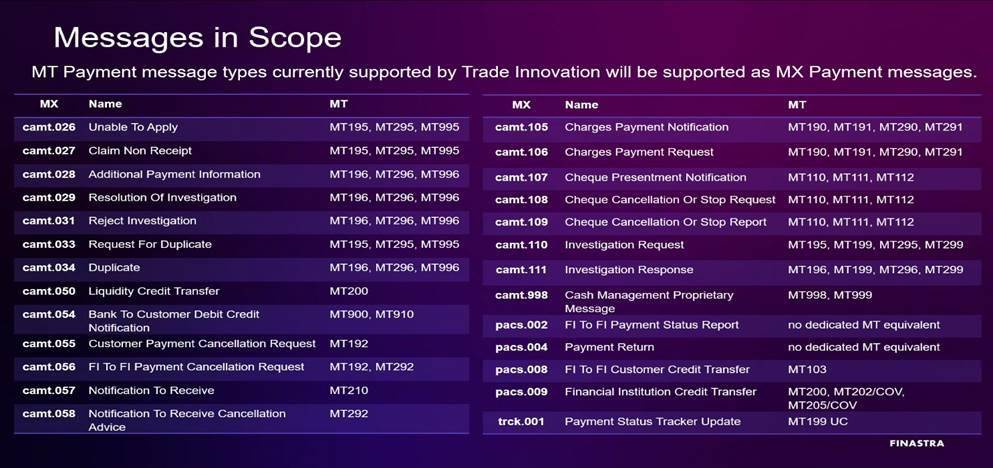 Messages in Scope
MT Payment message types currently supported by Trade Innovation will be supported as MX Payment messages.
MX Name MT
camt.026 Unable To Apply MT195, MT295, MT995
camt.027 Claim Non Receipt MT195, MT295, MT995
camt.028 Additional Payment Information MT196, MT296, MT996
camt.029 Resolution Of Investigation MT196, MT296, MT996
camt.031 Reject Investigation MT196, MT296, MT996
camt.033 Request For Duplicate MT195, MT295, MT995
camt.034 Duplicate MT196, MT296, MT996
camt.050 Liquidity Credit Transfer MT200
camt.054 Bank To Customer Debit Credit MT900, MT910
Notification
camt.055 Customer Payment Cancellation Request MT192
camt.056 FI To FI Payment Cancellation Request MT192, MT292
camt.057 Notification To Receive MT210
camt.058 Notification To Receive Cancellation MT292
Advice
MX Name MT
camt.105 Charges Payment Notification MT190, MT191, MT290, MT291
camt.106 Charges Payment Request MT190, MT191, MT290, MT291
camt.107 Cheque Presentment Notification MT110, MT111, MT112
camt.108 Cheque Cancellation Or Stop Request MT110, MT111, MT112
camt.109 Cheque Cancellation Or Stop Report MT110, MT111, MT112
camt.110 Investigation Request MT195, MT199, MT295, MT299
camt.111 Investigation Response MT196, MT199, MT296, MT299
camt.998 Cash Management Proprietary MT998, MT999
Message
pacs.002 FI To FI Payment Status Report no dedicated MT equivalent
pacs.004 Payment Return no dedicated MT equivalent
pacs.008 FI To FI Customer Credit Transfer MT103
pacs.009 Financial Institution Credit Transfer MT200, MT202/COV,
MT205/COV
trck.001 Payment Status Tracker Update MT199 UC
FINASTRA